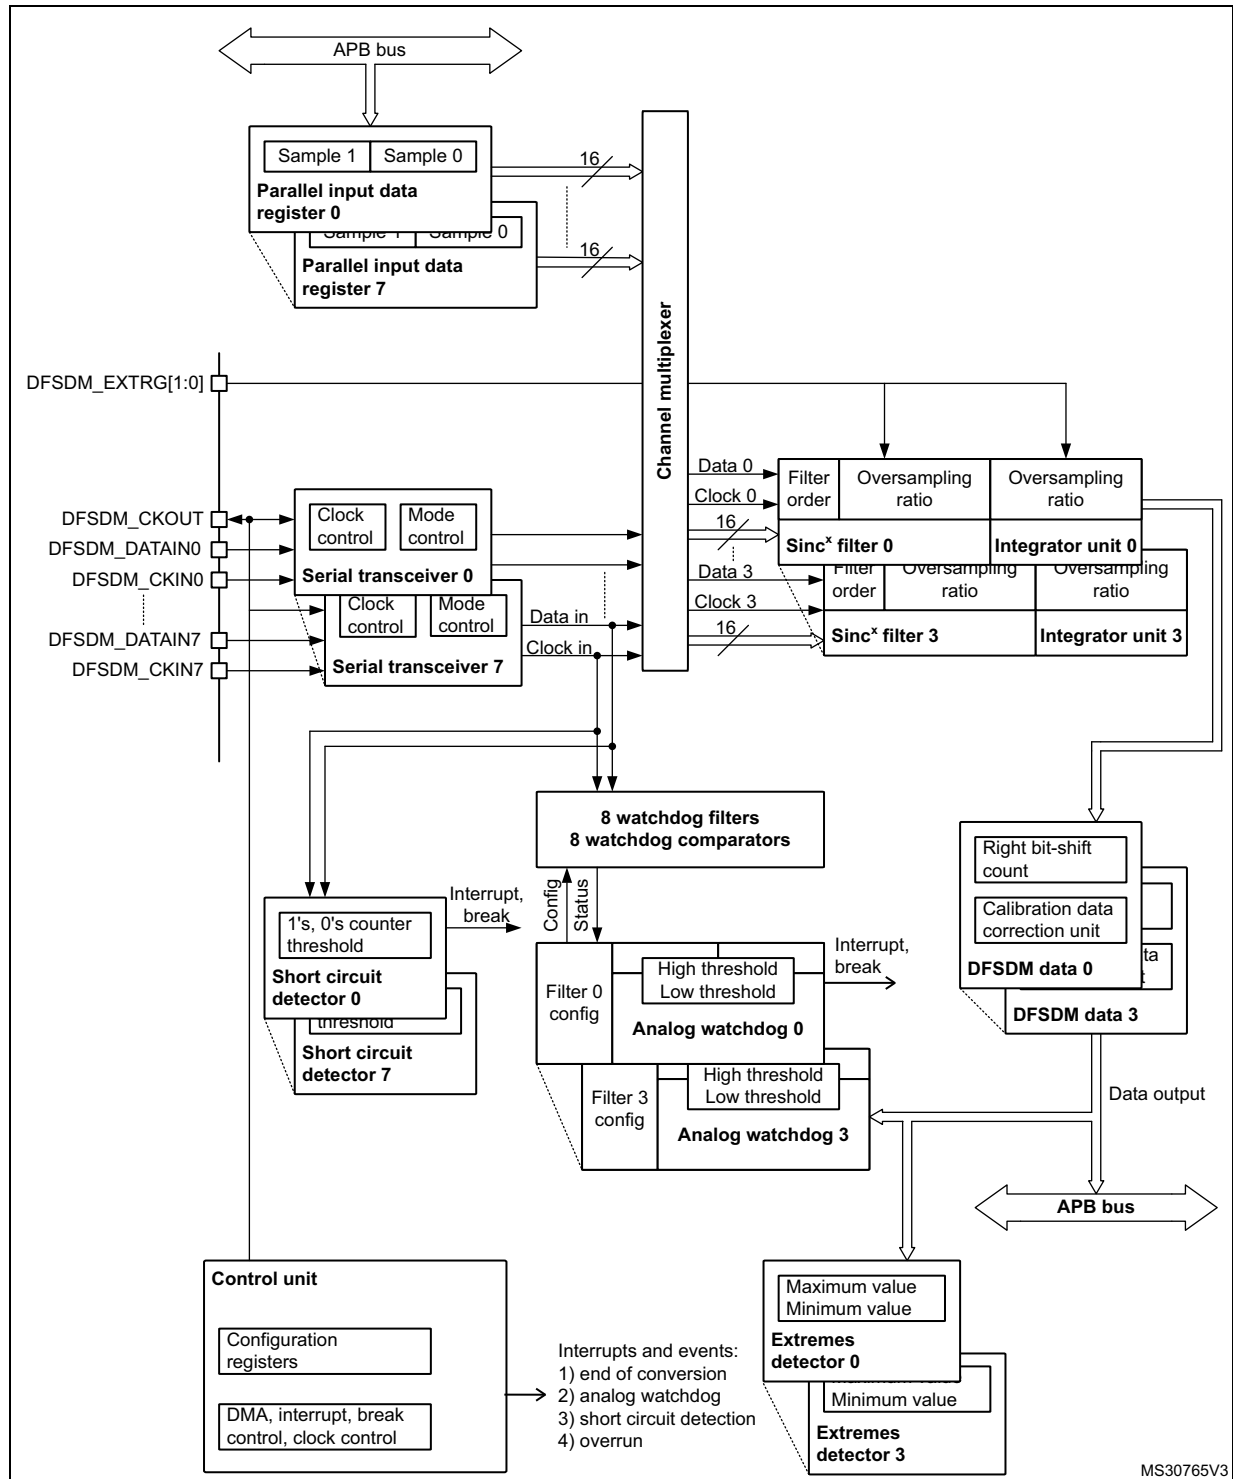 APB bus
Sample 1 Sample 0
Parallel input data
register 0
Sample 1 Sample 0
Parallel input data
register 7
16
16
Channel multiplexer
DFSDM_EXTRG[1:0]
DFSDM_CKOUT
DFSDM_DATAIN0
DFSDM_CKIN0
DFSDM_DATAIN7
DFSDM_CKIN7
Clock
control
Mode
control
Serial transceiver 0
Clock
control
Mode
control
Serial transceiver 7
Data in
Clock in
Data 0
Clock 0
16
Data 3
Clock 3
16
Filter
order
Oversampling
ratio
Oversampling
ratio
Sincˣ filter 0
Integrator unit 0
Filter
order
Oversampling
ratio
Oversampling
ratio
Sincˣ filter 3
Integrator unit 3
8 watchdog filters
8 watchdog comparators
Config
Status
Interrupt,
break
1's, 0's counter
threshold
Short circuit
detector 0
threshold
Short circuit
detector 7
Filter 0
config
High threshold
Low threshold
Analog watchdog 0
Interrupt,
break
Filter 3
config
High threshold
Low threshold
Analog watchdog 3
Right bit-shift
count
Calibration data
correction unit
DFSDM data 0
DFSDM data 3
Data output
APB bus
Control unit
Configuration
registers
DMA, interrupt, break
control, clock control
Interrupts and events:
1) end of conversion
2) analog watchdog
3) short circuit detection
4) overrun
Maximum value
Minimum value
Extremes
detector 0
Minimum value
Extremes
detector 3
MS30765V3